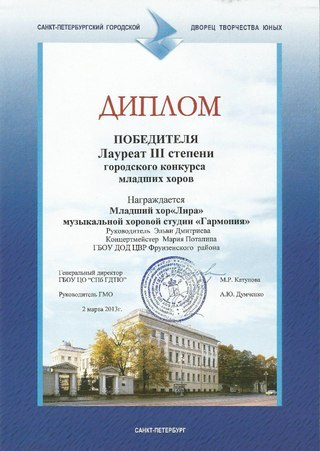 САНКТ-ПЕТЕРБУРГСКИЙ ГОРОДСКОЙ ДВОРЕЦ ТВОРЧЕСТВА ЮНЫХ
ДИПЛОМ
ПОБЕДИТЕЛЯ
Лауреат III степени
городского конкурса
младших хоров
Награждается
Младший хор«Лира»
музыкальной хоровой студии «Гармония»
Руководитель Эльви Дмитриева
Концертмейстер Мария Потапина
ГБОУ ДОД ЦВР Фрунзенского района
Генеральный директор
ГБОУ ЦО "СПб ГДТЮ" М.Р. Катунова
Руководитель ГМО А.Ю. Думченко
2 марта 2013г.
САНКТ-ПЕТЕРБУРГ